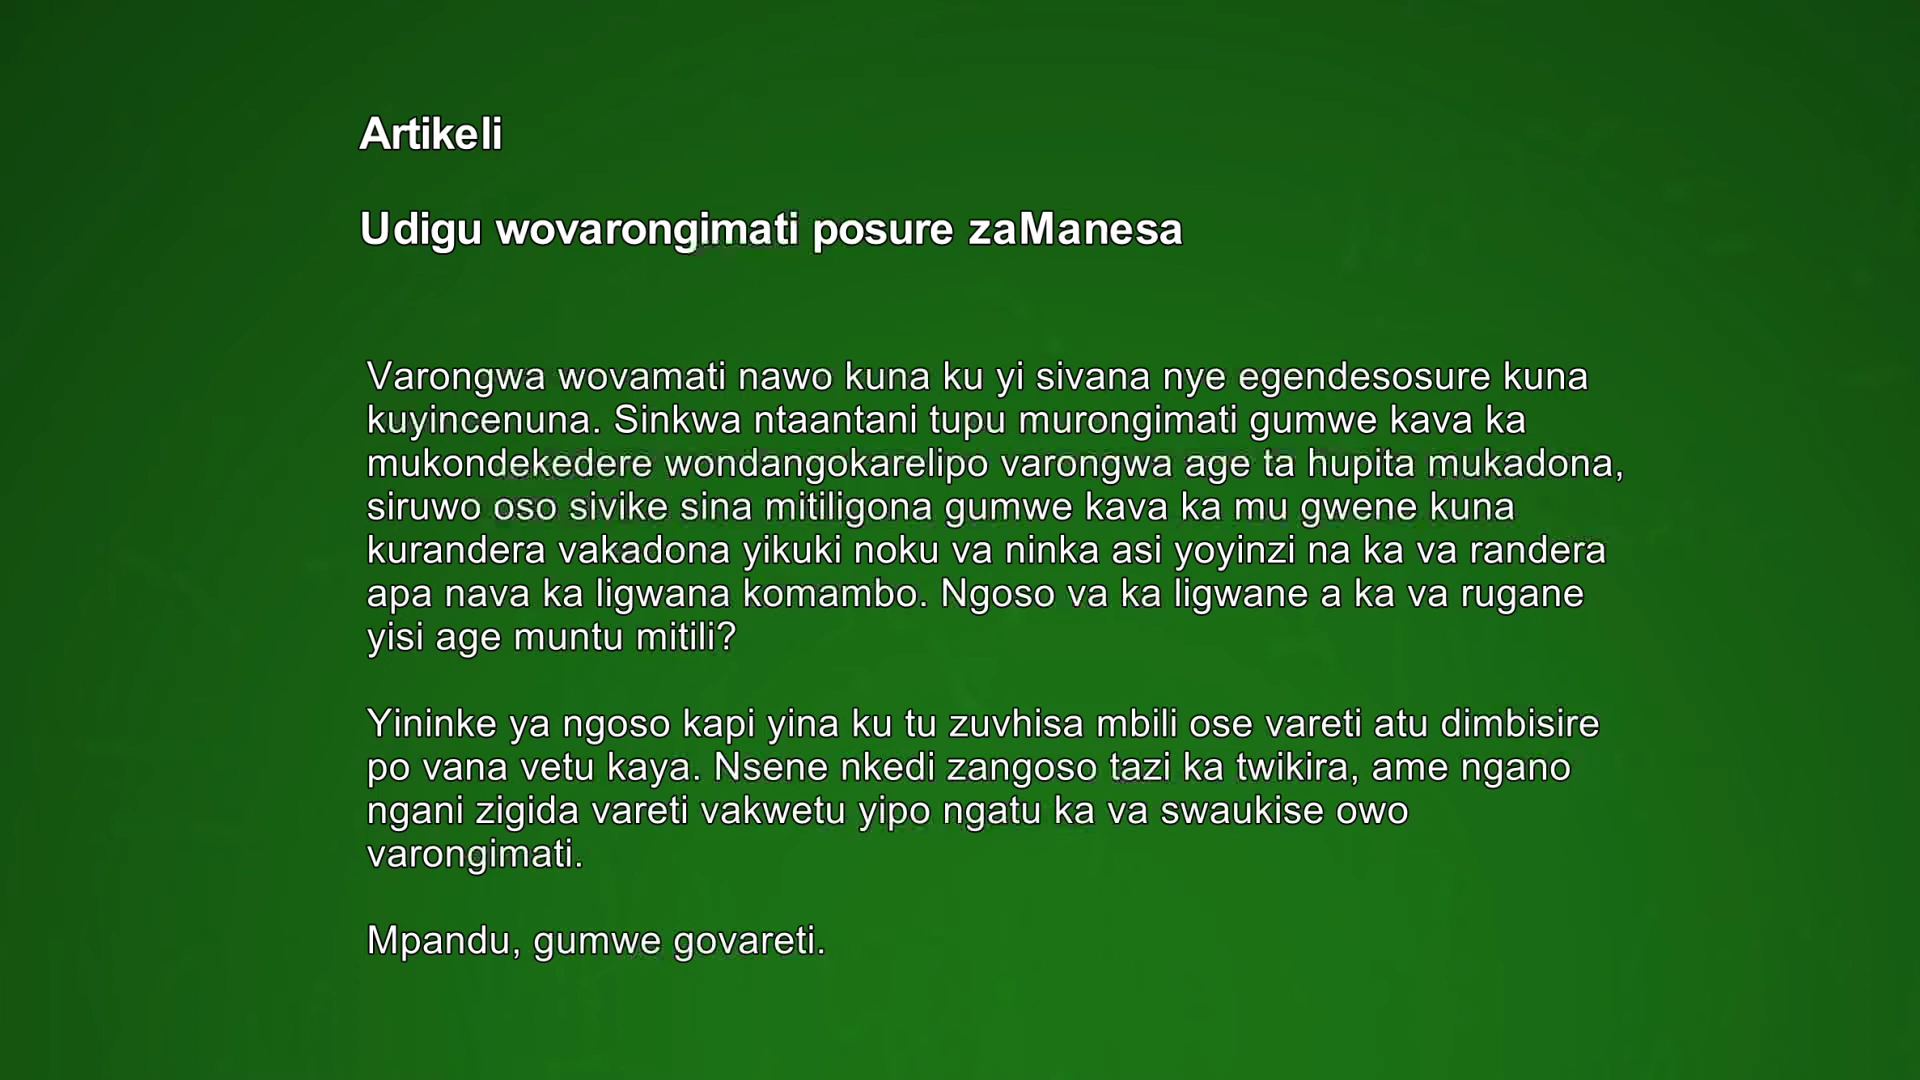 Artikeli
Udigu wovarongimati posure zaManesa
Varongwa wovamati nawo kuna ku yi sivana nye egendesosure kuna
kuyincenuna. Sinkwa ntaantani tupu murongimati gumwe kava ka
mukondekedere wondangokarelipo varongwa age ta hupita mukadona,
siruwo oso sivike sina mitiligona gumwe kava ka mu gwene kuna
kurandera vakadona yikuki noku va ninka asi yoyinzi na ka va randera
apa nava ka ligwana komambo. Ngoso va ka ligwane a ka va rugane
yisi age muntu mitili?
Yininke ya ngoso kapi yina ku tu zuvhisa mbili ose vareti atu dimbisire
po vana vetu kaya. Nsene nkedi zangoso tazi ka twikira, ame ngano
ngani zigida vareti vakwetu yipo ngatu ka va swaukise owo
varongimati.
Mpandu, gumwe govareti.